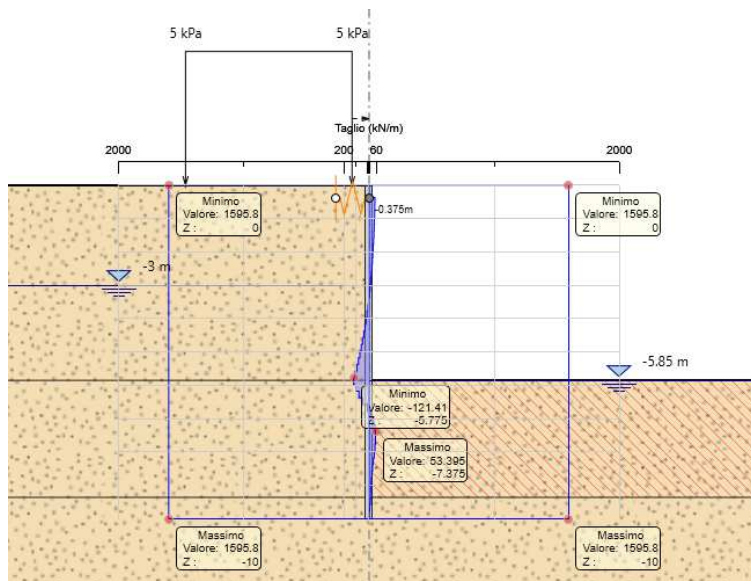 5 kPa 5 kPa
Taglio (kN/m)
2000 200 60 2000
Minimo
Valore: 1595.8
Z : 0
-0.375m
Minimo
Valore: 1595.8
Z : 0
-3 m
-5.85 m
Minimo
Valore: -121.41
Z : -5.775
Massimo
Valore: 53.395
Z : -7.375
Massimo
Valore: 1595.8
Z : -10
Massimo
Valore: 1595.8
Z : -10